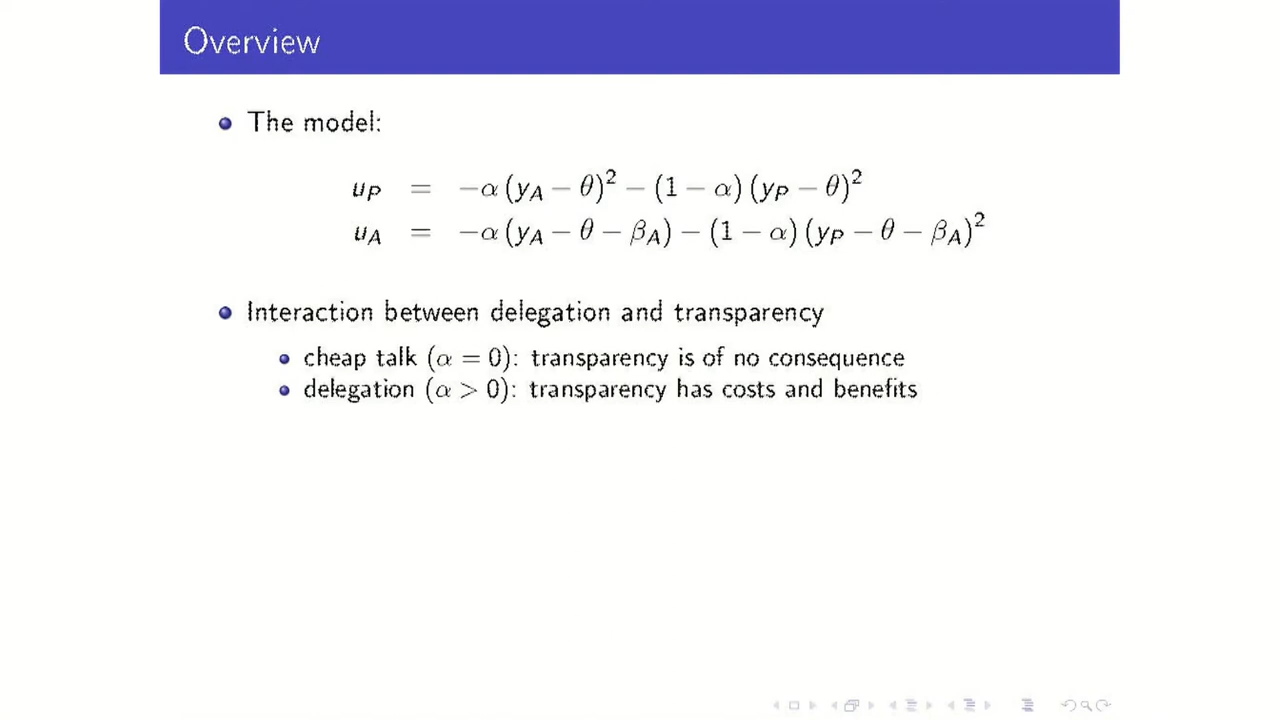 Overview
The model:
u_P = −α (y_A − θ)² − (1 − α) (y_P − θ)²
u_A = −α (y_A − θ − β_A) − (1 − α) (y_P − θ − β_A)²
Interaction between delegation and transparency
cheap talk (α = 0): transparency is of no consequence
delegation (α > 0): transparency has costs and benefits